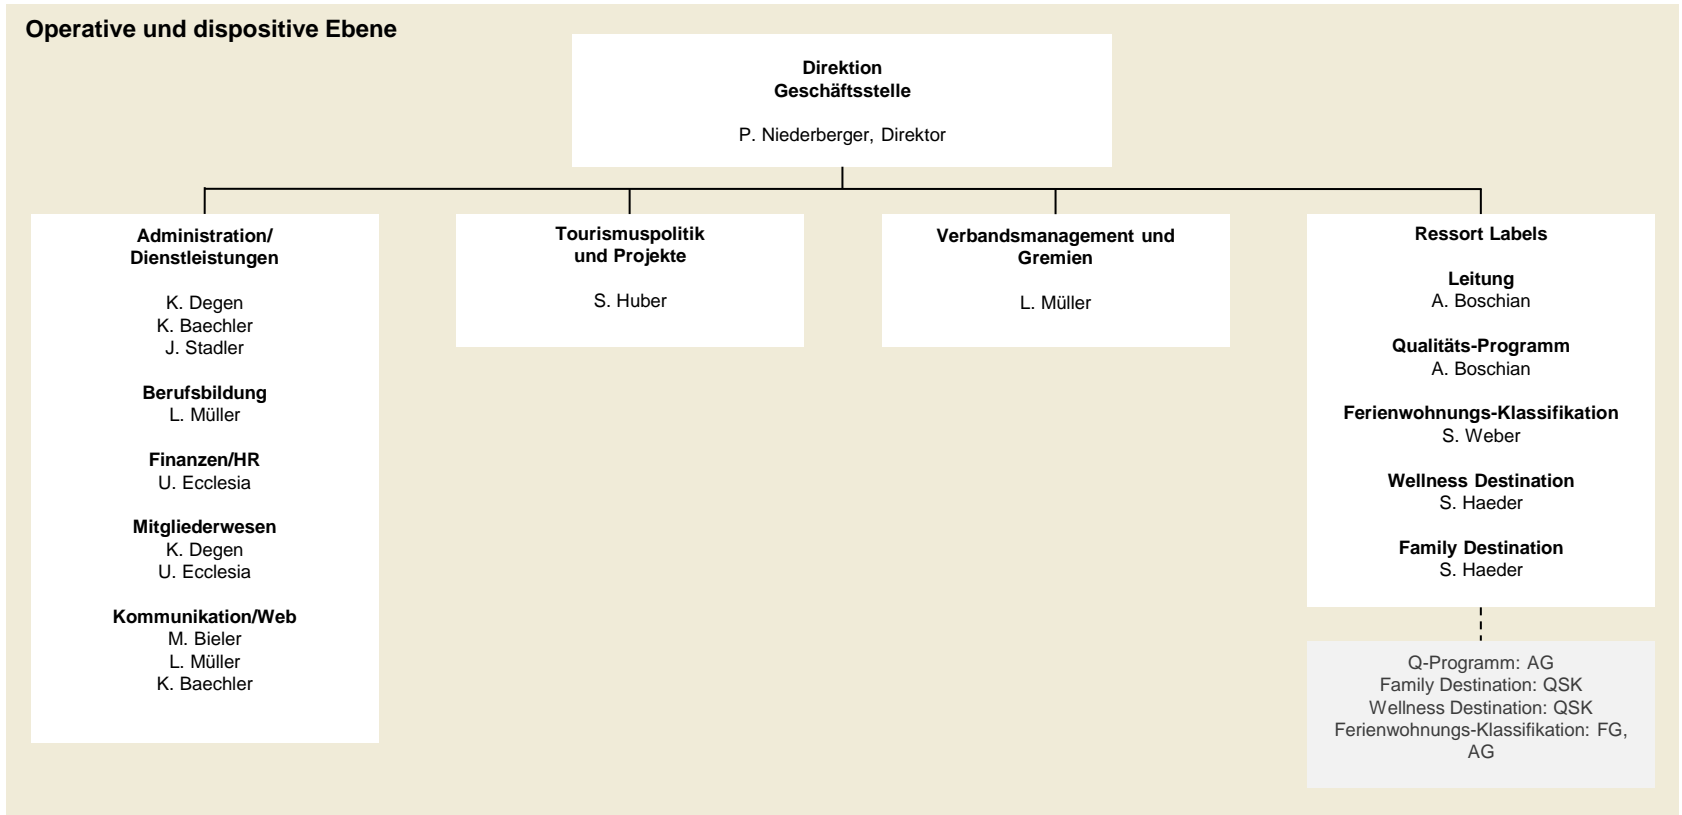 Operative und dispositive Ebene
Direktion
Geschäftsstelle
P. Niederberger, Direktor
Administration/
Dienstleistungen
K. Degen
K. Baechler
J. Stadler
Berufsbildung
L. Müller
Finanzen/HR
U. Ecclesia
Mitgliederwesen
K. Degen
U. Ecclesia
Kommunikation/Web
M. Bieler
L. Müller
K. Baechler
Tourismuspolitik
und Projekte
S. Huber
Verbandsmanagement und
Gremien
L. Müller
Ressort Labels
Leitung
A. Boschian
Qualitäts-Programm
A. Boschian
Ferienwohnungs-Klassifikation
S. Weber
Wellness Destination
S. Haeder
Family Destination
S. Haeder
Q-Programm: AG
Family Destination: QSK
Wellness Destination: QSK
Ferienwohnungs-Klassifikation: FG,
AG